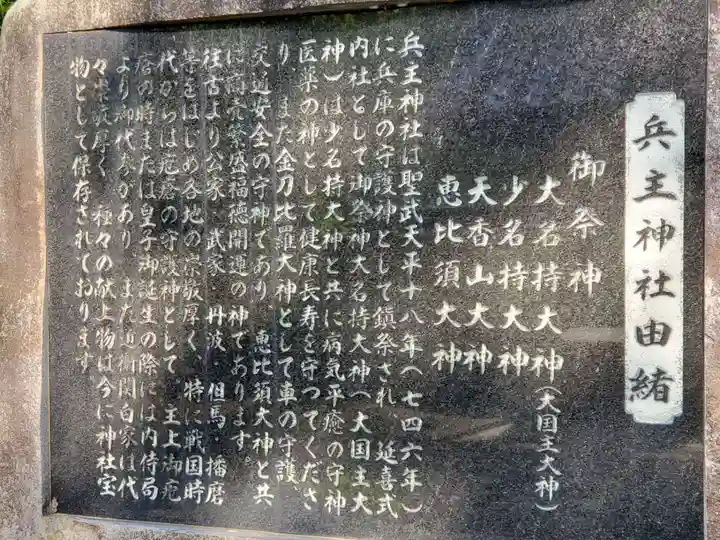 兵主神社由緒
御祭神
大名持大神(大国主大神)
少名持大神
天香山大神
恵比須大神
兵主神社は聖武天平十八年(七四六年)
に兵庫の守護神として鎮祭され、延喜式
内社として御祭神大名持大神(大国主大
神)は少名持大神と共に病気平癒の守神
医薬の神として健康長寿を守つてくださ
り、また金刀比羅大神として車の守護、
交通安全の守神であり、恵比須大神と共
に商売繁盛福徳開運の神であります。
往古より公家、武家、丹波、但馬、播磨
等をはじめ各地の崇敬厚く、特に戦国時
代からは疱瘡の守護神として、主上御疱
瘡の時または皇子御誕生の際には内侍局
より御代参があり、また近衛関白家は代
々崇敬厚く、種々の献上物は今に神社宝
物として保存されております。